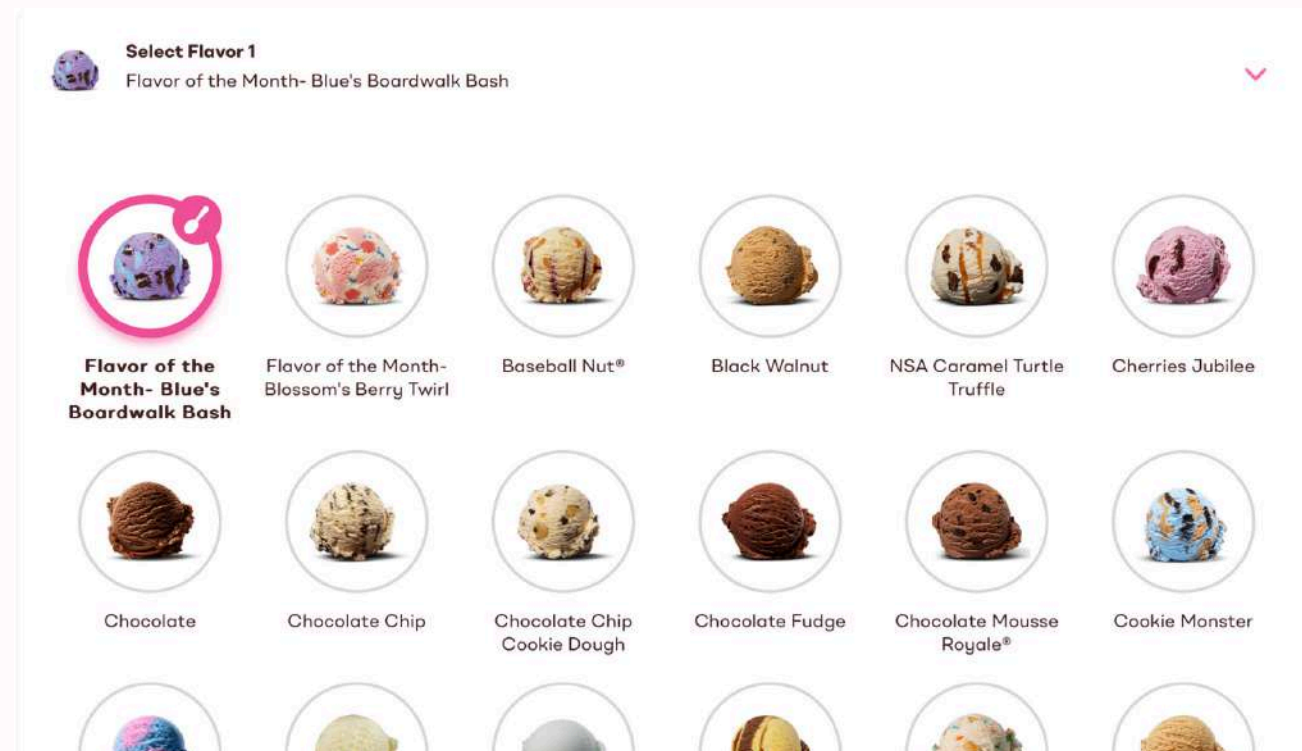 Select Flavor 1
Flavor of the Month- Blue's Boardwalk Bash
Flavor of the
Month- Blue's
Boardwalk Bash
Flavor of the Month-
Blossom's Berry Twirl
Baseball Nut®
Black Walnut
NSA Caramel Turtle
Truffle
Cherries Jubilee
Chocolate
Chocolate Chip
Chocolate Chip
Cookie Dough
Chocolate Fudge
Chocolate Mousse
Royale®
Cookie Monster